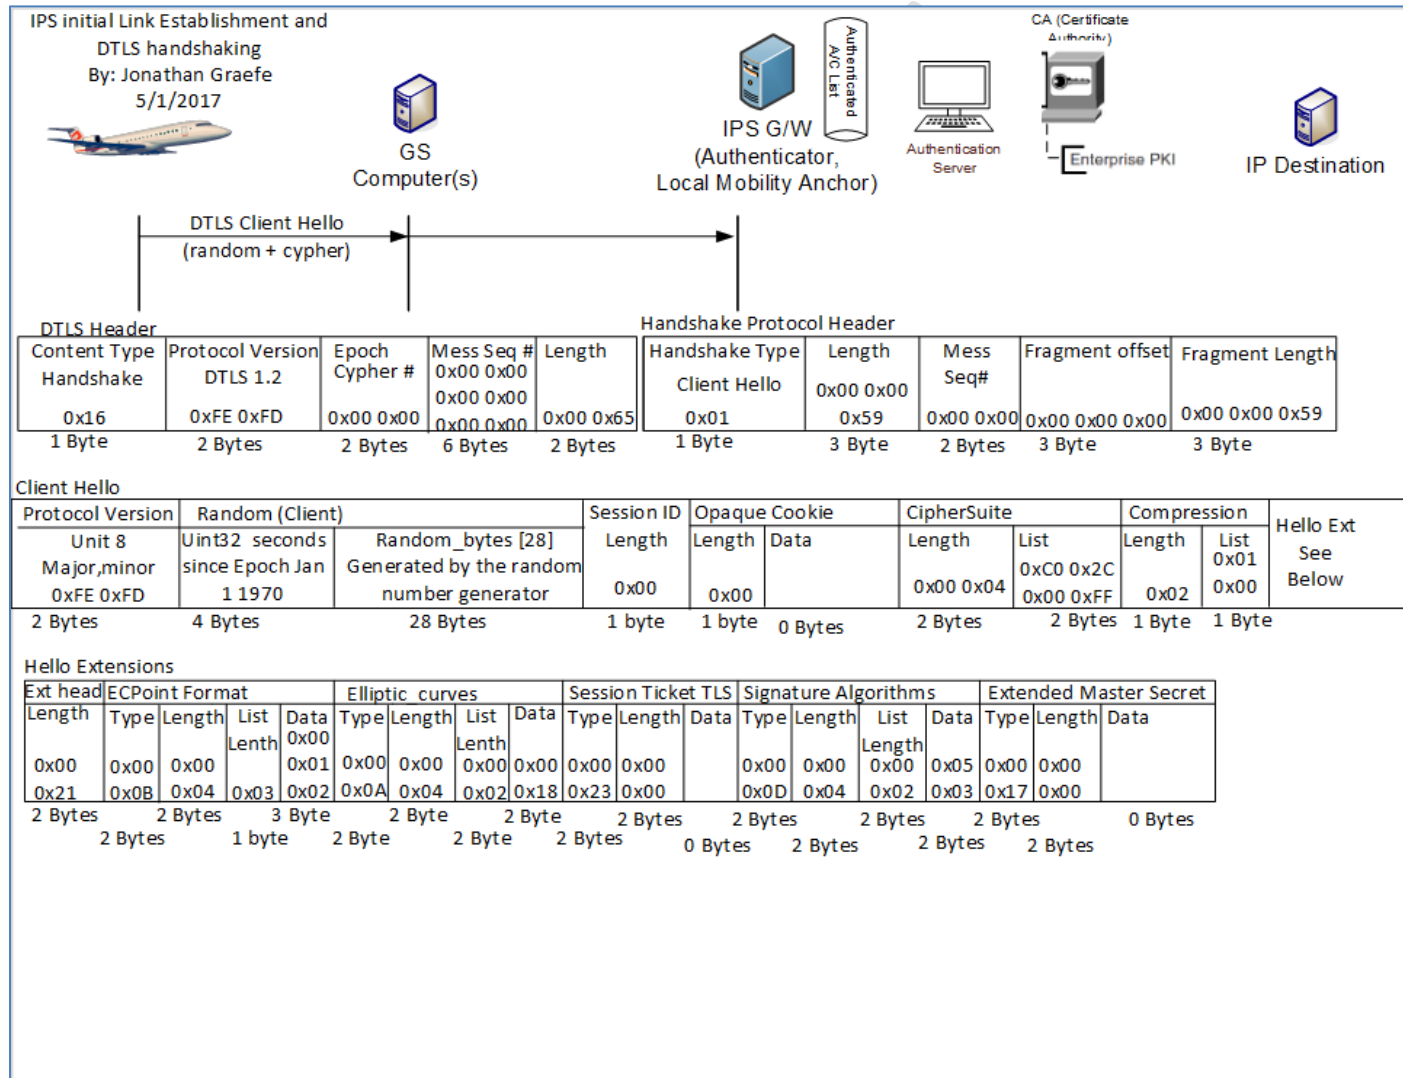 IPS initial Link Establishment and
DTLS handshaking
By: Jonathan Graefe
5/1/2017
GS
Computer(s)
Authenticated
A/C List
IPS G/W
(Authenticator,
Local Mobility Anchor)
Authentication
Server
CA (Certificate
Authority)
Enterprise PKI
IP Destination
DTLS Client Hello
(random + cypher)
DTLS Header
Content Type Protocol Version Epoch Mess Seq # Length
Handshake DTLS 1.2 Cypher # 0x00 0x00
0x00 0x00
0x16 0xFE 0xFD 0x00 0x00 0x00 0x00 0x00 0x65
1 Byte 2 Bytes 2 Bytes 6 Bytes 2 Bytes
Handshake Protocol Header
Handshake Type Length Mess Fragment offset Fragment Length
Client Hello 0x00 0x00 Seq#
0x01 0x59 0x00 0x00 0x00 0x00 0x00 0x00 0x00 0x59
1 Byte 3 Byte 2 Bytes 3 Byte 3 Byte
Client Hello
Protocol Version Random (Client) Session ID Opaque Cookie CipherSuite Compression Hello Ext
Unit 8 Uint32 seconds Random_bytes [28] Length Length Data Length List Length List See
Major,minor since Epoch Jan Generated by the random 0xC0 0x2C 0x01 Below
0xFE 0xFD 1 1970 number generator 0x00 0x00 0x00 0x04 0x00 0xFF 0x02 0x00
2 Bytes 4 Bytes 28 Bytes 1 byte 1 byte 0 Bytes 2 Bytes 2 Bytes 1 Byte 1 Byte
Hello Extensions
Ext head ECPoint Format Elliptic_curves Session Ticket TLS Signature Algorithms Extended Master Secret
Length Type Length List Data Type Length List Data Type Length Data Type Length List Data Type Length Data
Lenth 0x00 Lenth Length
0x00 0x00 0x00 0x01 0x00 0x00 0x00 0x00 0x00 0x00 0x00 0x00 0x00 0x05 0x00 0x00
0x21 0x0B 0x04 0x03 0x02 0x0A 0x04 0x02 0x18 0x23 0x00 0x0D 0x04 0x02 0x03 0x17 0x00
2 Bytes 2 Bytes 3 Byte 2 Byte 2 Byte 2 Bytes 2 Bytes 2 Bytes 2 Bytes 0 Bytes
2 Bytes 1 byte 2 Byte 2 Byte 2 Bytes 0 Bytes 2 Bytes 2 Bytes 2 Bytes